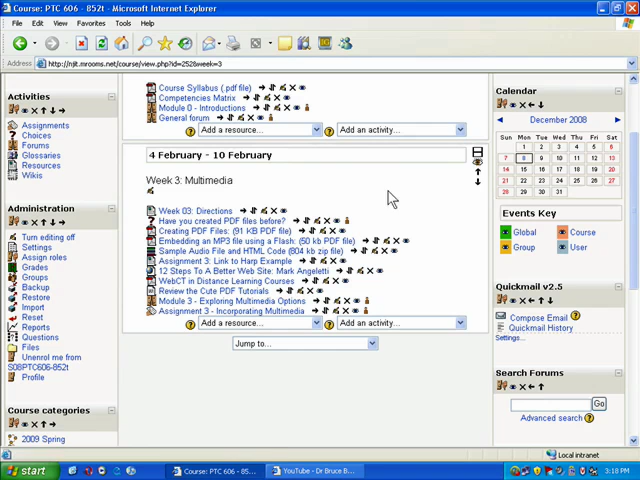 Course: PTC 606 - 852t - Microsoft Internet Explorer
File Edit View Favorites Tools Help
Address http://njit.mrooms.net/course/view.php?id=252&week=3
Activities
Assignments
Choices
Forums
Glossaries
Resources
Wikis
Administration
Turn editing off
Settings
Assign roles
Grades
Groups
Backup
Restore
Import
Reset
Reports
Questions
Files
Unenrol me from
S08PTC606-852t
Profile
Course categories
2009 Spring
Course Syllabus (.pdf file)
Competencies Matrix
Module 0 - Introductions
General forum
Add a resource... Add an activity...
4 February - 10 February
Week 3: Multimedia
Week 03: Directions
Have you created PDF files before?
Creating PDF Files: (91 KB PDF file)
Embedding an MP3 file using a Flash: (50 kb PDF file)
Sample Audio File and HTML Code (804 kb zip file)
Assignment 3: Link to Harp Example
12 Steps To A Better Web Site: Mark Angeletti
WebCT in Distance Learning Courses
Review the Cute PDF Tutorials
Module 3 - Exploring Multimedia Options
Assignment 3 - Incorporating Multimedia
Add a resource... Add an activity...
Jump to...
Calendar
December 2008
Sun Mon Tue Wed Thu Fri Sat
1 2 3 4 5 6
7 8 9 10 11 12 13
14 15 16 17 18 19 20
21 22 23 24 25 26 27
28 29 30 31
Events Key
Global Course
Group User
Quickmail v2.5
Compose Email
Quickmail History
Settings...
Search Forums
Go
Advanced search
Local intranet
start Course: PTC 606 - 85... YouTube - Dr Bruce B... 3:18 PM